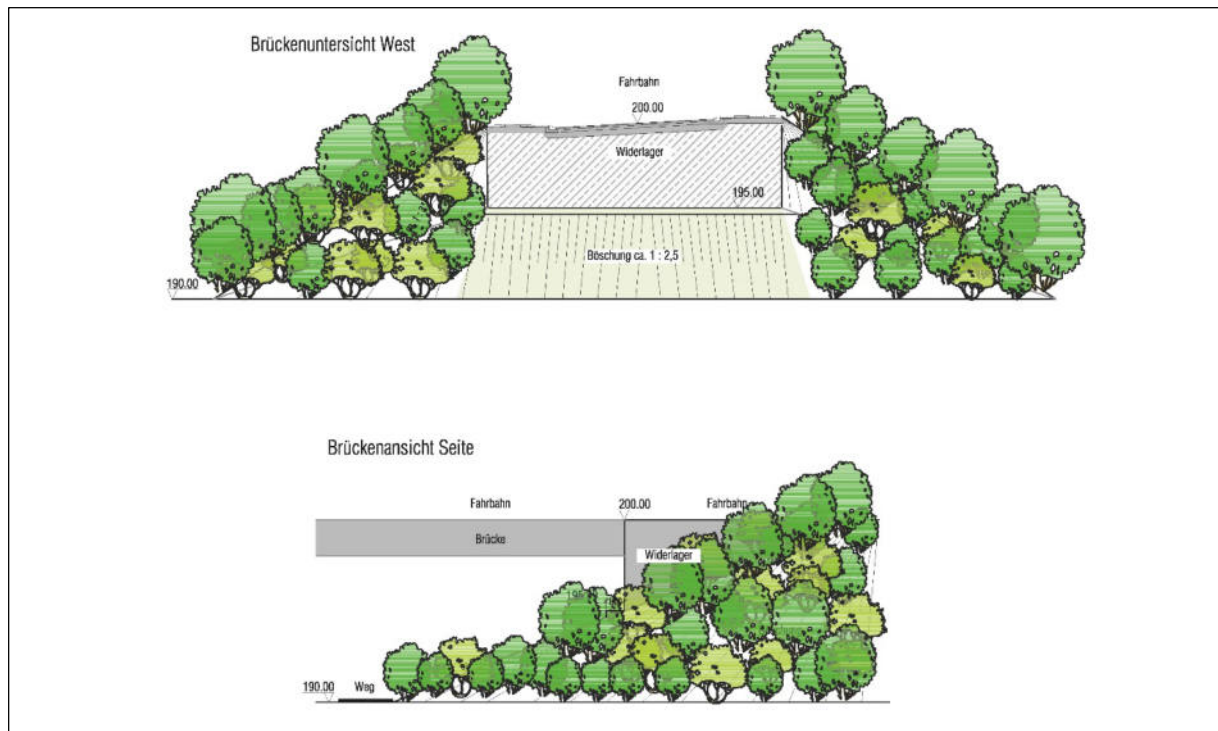 Brückenuntersicht West
Fahrbahn
200.00
Widerlager
195.00
Böschung ca. 1 : 2,5
190.00
Brückenansicht Seite
Fahrbahn
200.00
Fahrbahn
Brücke
Widerlager
190.00
Weg